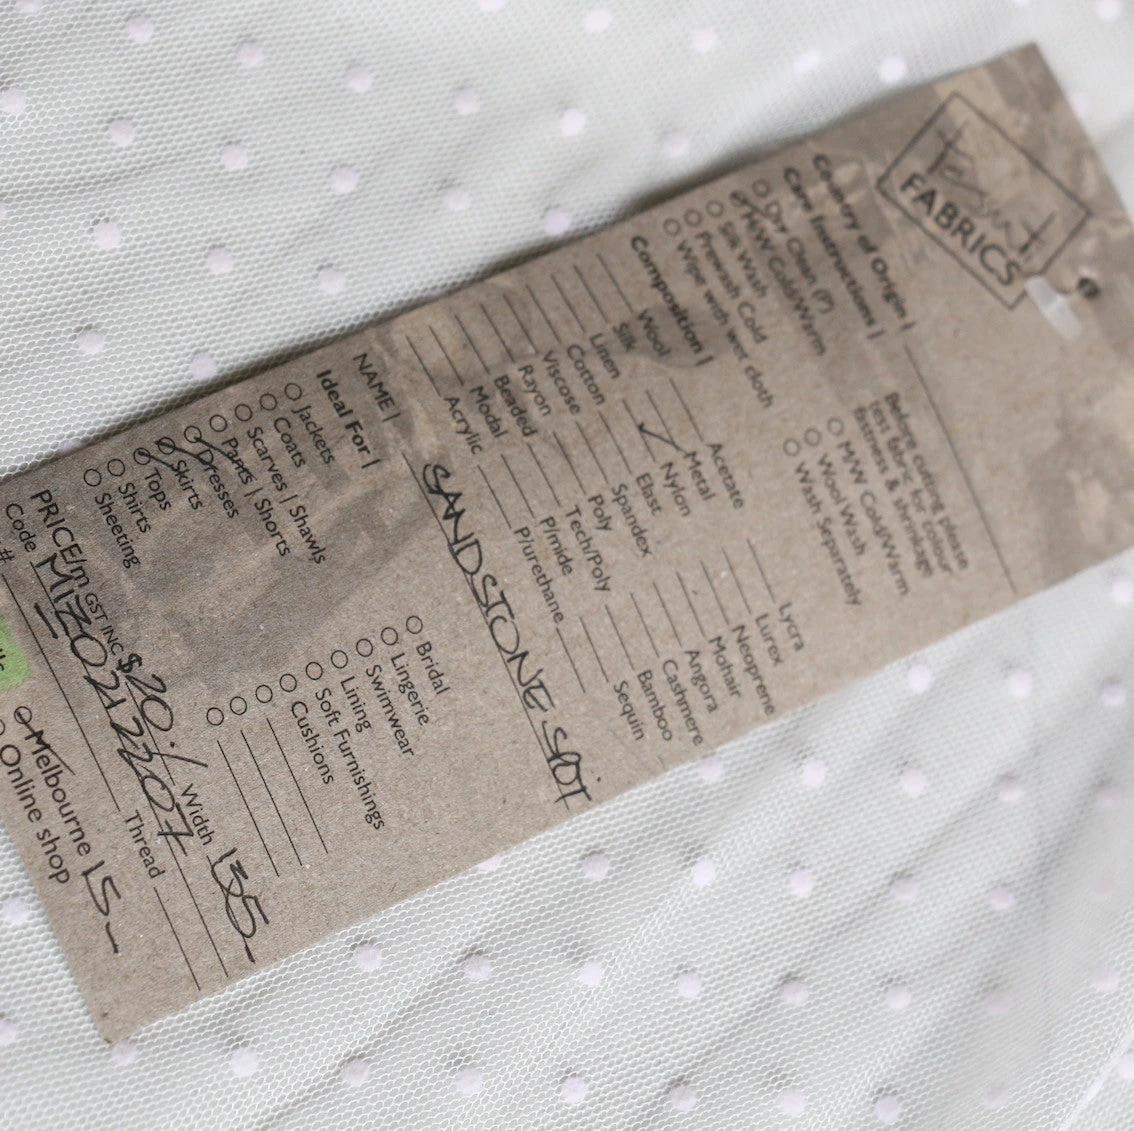 Tessuti
FABRICS
Country of Origin |
Care Instructions |
Dry Clean (P)
M/W Cold/Warm
Silk Wash
Prewash Cold
Wipe with wet cloth
Before cutting please
test fabric for colour
fastness & shrinkage
M/W Cold/Warm
Wool Wash
Wash Separately
Composition |
Wool
Silk
Linen
Cotton
Viscose
Rayon
Beaded
Modal
Acrylic
Acetate
Metal
Nylon
Elast
Spandex
Poly
Tech/Poly
P/mide
P/urethane
Lycra
Lurex
Neoprene
Mohair
Angora
Cashmere
Bamboo
Sequin
NAME | SANDSTONE SPOT
Ideal For |
Jackets
Coats
Scarves | Shawls
Pants | Shorts
Dresses
Skirts
Tops
Shirts
Sheeting
Bridal
Lingerie
Swimwear
Lining
Soft Furnishings
Cushions
PRICE/m GST INC $20./ Width 135-
Code MIZ0212207
# Thread
Melbourne 15-
Online shop